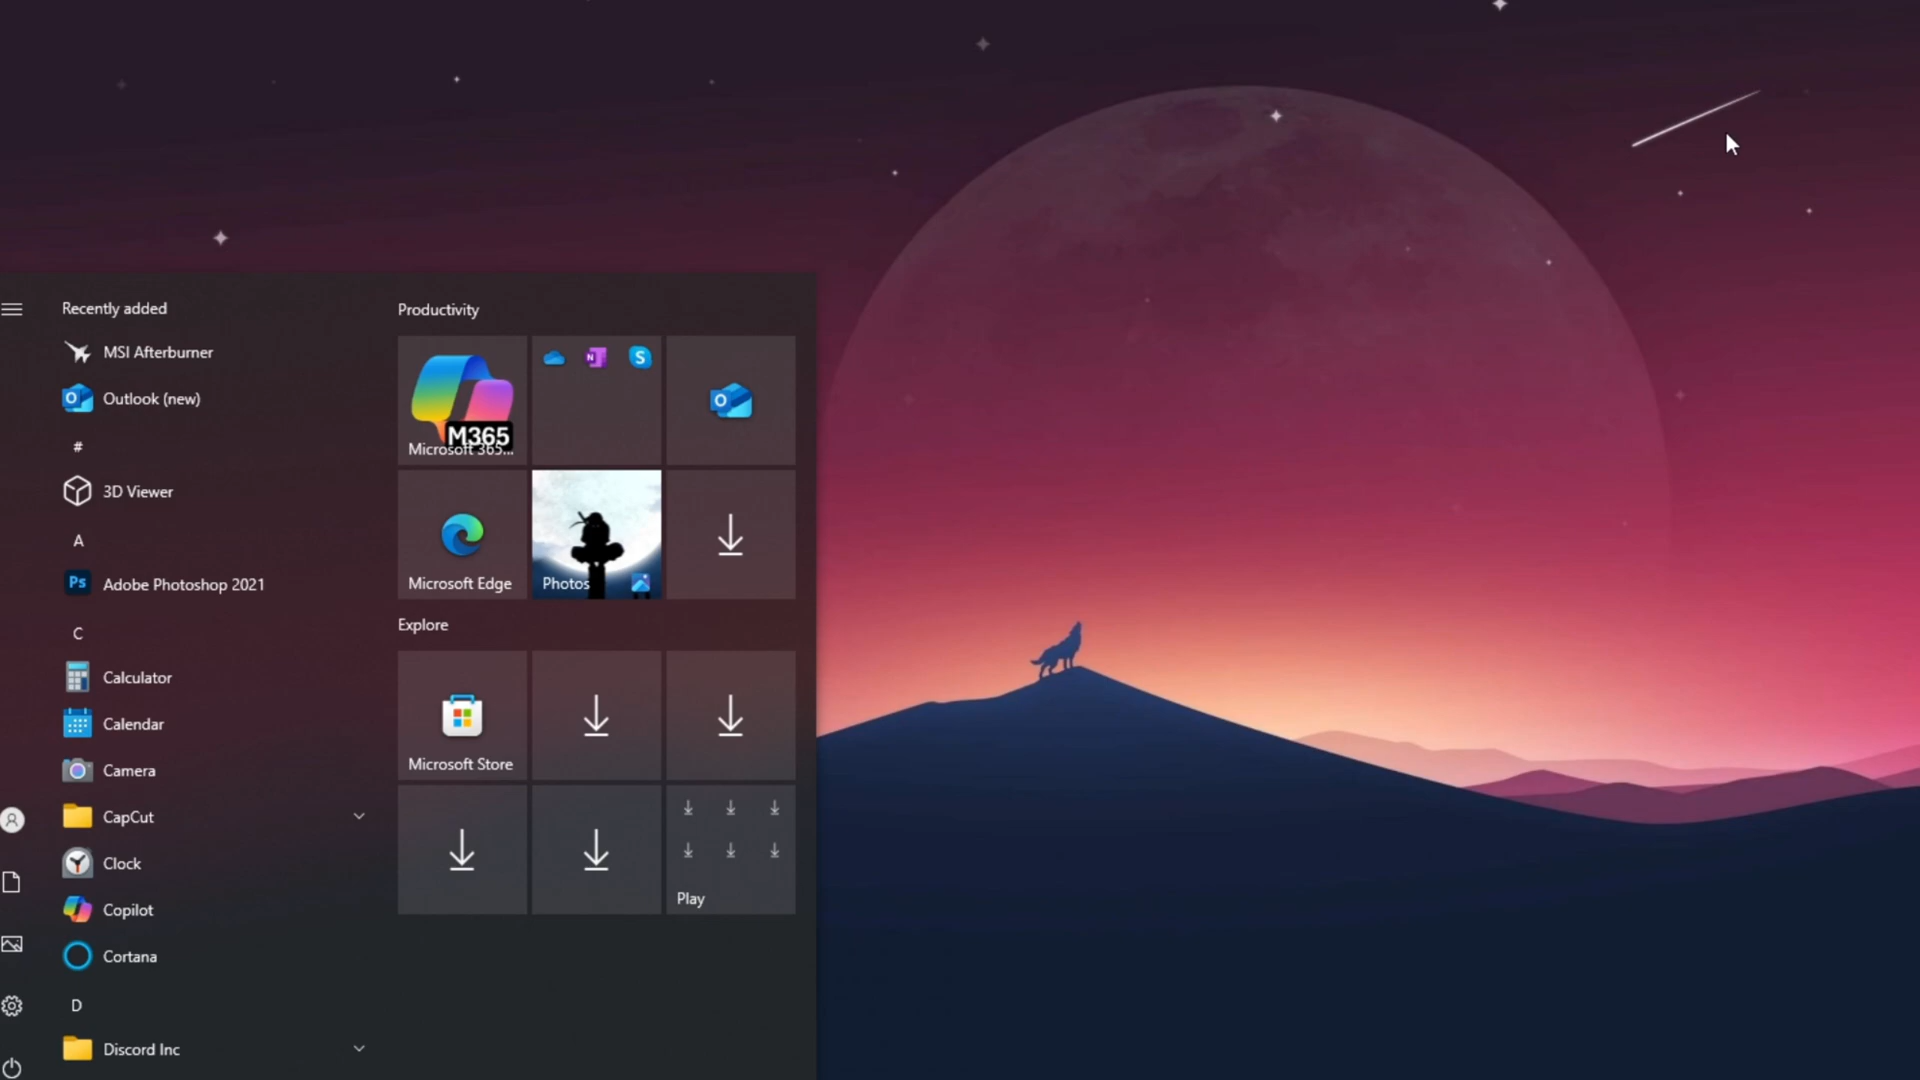 Recently added
MSI Afterburner
Outlook (new)
#
3D Viewer
A
Ps Adobe Photoshop 2021
C
Calculator
Calendar
Camera
CapCut
Clock
Copilot
Cortana
D
Discord Inc
Productivity
M365
Microsoft 365...
N
S
O
Microsoft Edge
Photos
Explore
Microsoft Store
Play